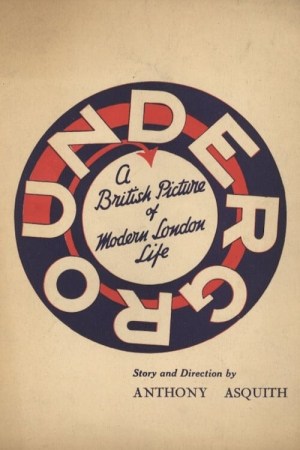 UNDERGROUND
A
British Picture
of
Modern London
Life
Story and Direction by
ANTHONY ASQUITH